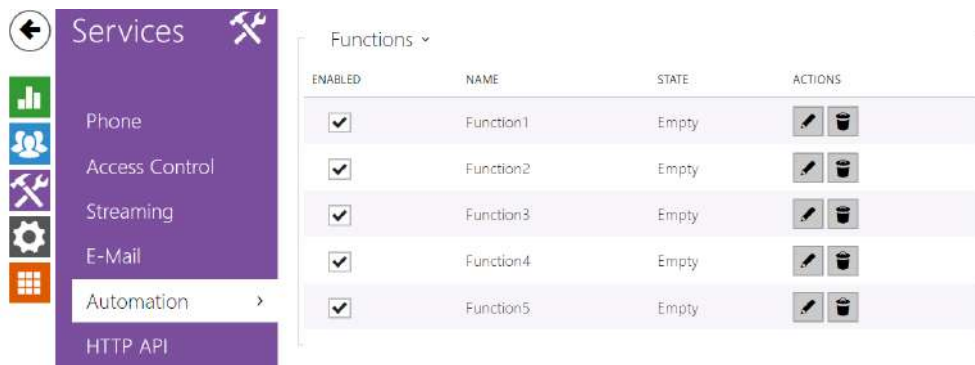 Services
Phone
Access Control
Streaming
E-Mail
Automation
HTTP API
Functions
ENABLED NAME STATE ACTIONS
Function1 Empty
Function2 Empty
Function3 Empty
Function4 Empty
Function5 Empty